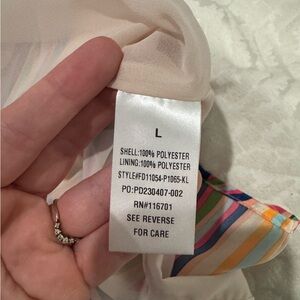 L
SHELL:100% POLYESTER
LINING:100% POLYESTER
STYLE#FD11054-P1065-KL
PO:PD230407-002
RN#116701
SEE REVERSE
FOR CARE